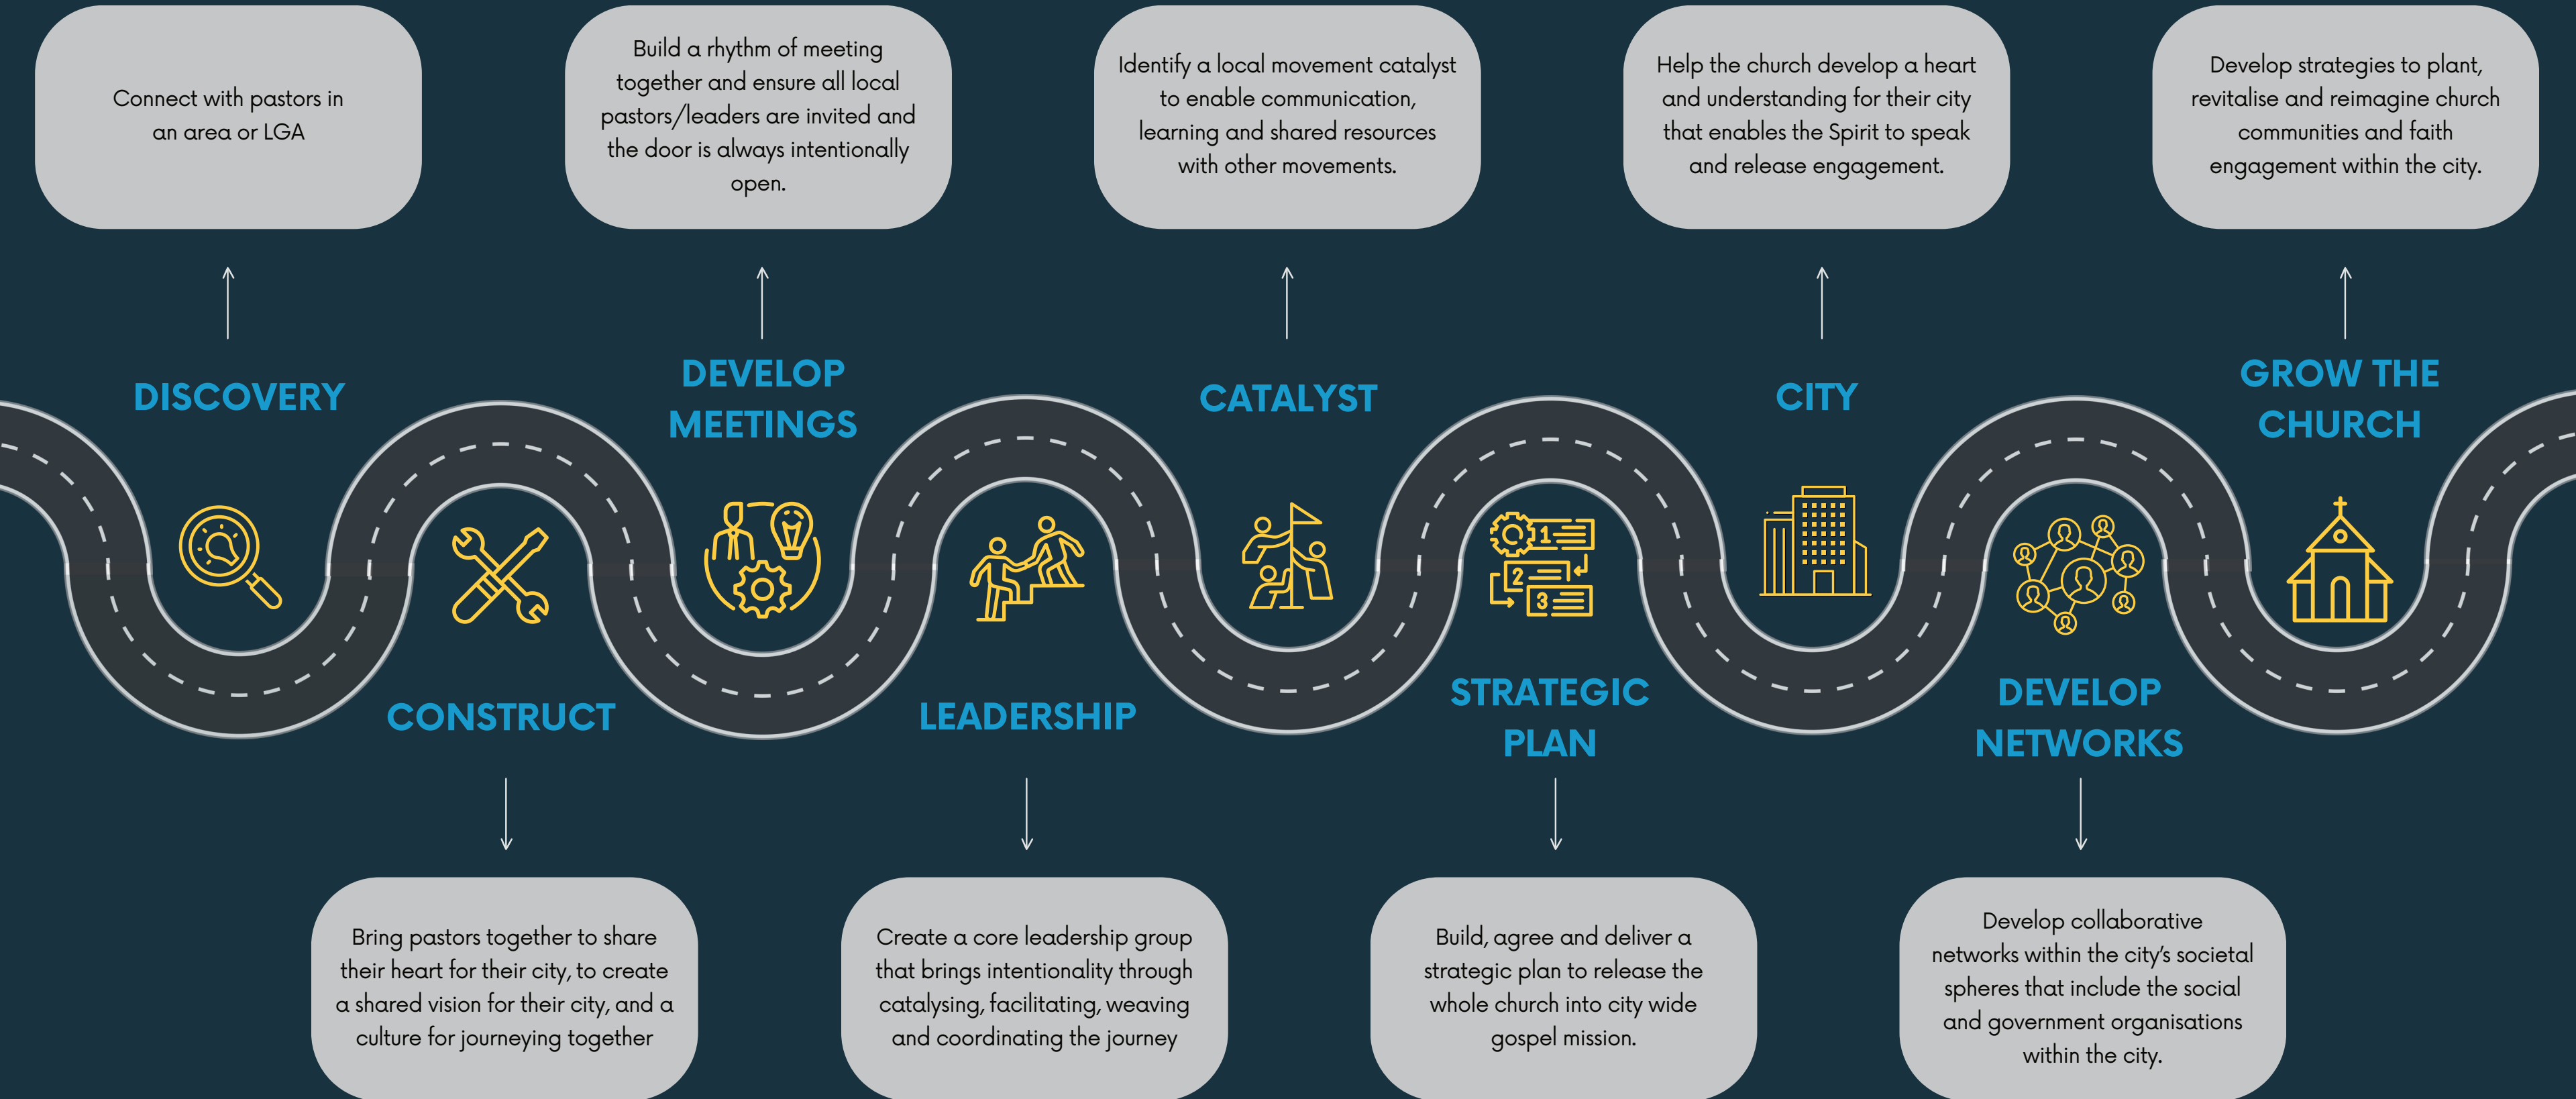 Connect with pastors in
an area or LGA
DISCOVERY
Bring pastors together to share
their heart for their city, to create
a shared vision for their city, and a
culture for journeying together
CONSTRUCT
Build a rhythm of meeting
together and ensure all local
pastors/leaders are invited and
the door is always intentionally
open.
DEVELOP
MEETINGS
LEADERSHIP
Create a core leadership group
that brings intentionality through
catalysing, facilitating, weaving
and coordinating the journey
Identify a local movement catalyst
to enable communication,
learning and shared resources
with other movements.
CATALYST
1
2
3
STRATEGIC
PLAN
Build, agree and deliver a
strategic plan to release the
whole church into city wide
gospel mission.
Help the church develop a heart
and understanding for their city
that enables the Spirit to speak
and release engagement.
CITY
DEVELOP
NETWORKS
Develop collaborative
networks within the city's societal
spheres that include the social
and government organisations
within the city.
Develop strategies to plant,
revitalise and reimagine church
communities and faith
engagement within the city.
GROW THE
CHURCH